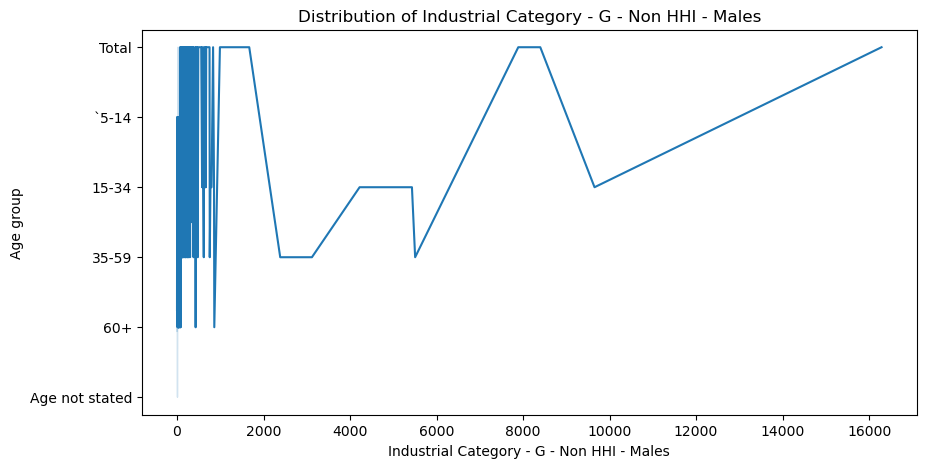 Distribution of Industrial Category - G - Non HHI - Males
Total
`5-14
15-34
35-59
60+
Age not stated
Age group
0 2000 4000 6000 8000 10000 12000 14000 16000
Industrial Category - G - Non HHI - Males